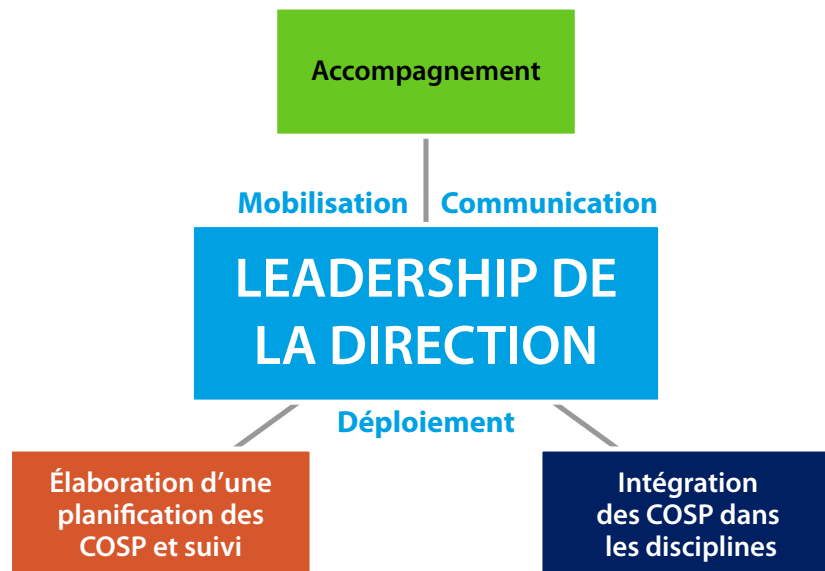 Accompagnement
Mobilisation
Communication
LEADERSHIP DE
LA DIRECTION
Déploiement
Élaboration d’une
planification des
COSP et suivi
Intégration
des COSP dans
les disciplines